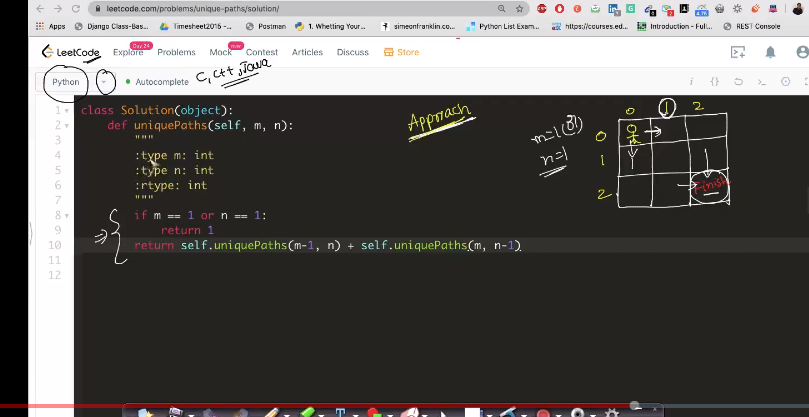 leetcode.com/problems/unique-paths/solution/
Apps Django Class-Bas... Timesheet2015 - D... Postman 1. Whetting Your... simeonfranklin.co... Python List Exam... https://courses.ed... Introduction - Full...
LeetCode Explore Day 24 Problems Mock new Contest Articles Discuss Store
Python Autocomplete C, C++, Java
1 class Solution(object):
2 def uniquePaths(self, m, n):
3 """
4 :type m: int
5 :type n: int
6 :rtype: int
7 """
8 if m == 1 or n == 1:
9 return 1
10 return self.uniquePaths(m-1, n) + self.uniquePaths(m, n-1)
11
12
Approach
m=1 (or)
n=1
0 1 2
0
1
2 Finish